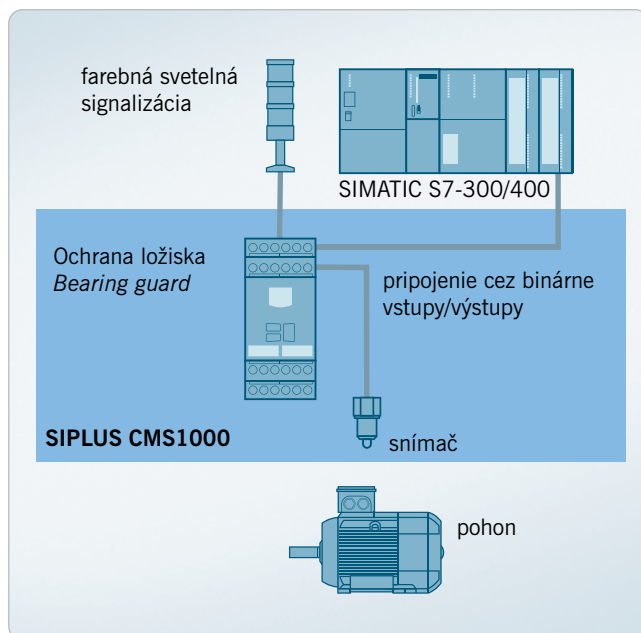 farebná svetelná
signalizácia
SIMATIC S7-300/400
Ochrana ložiska
Bearing guard
pripojenie cez binárne
vstupy/výstupy
SIPLUS CMS1000
snímač
pohon